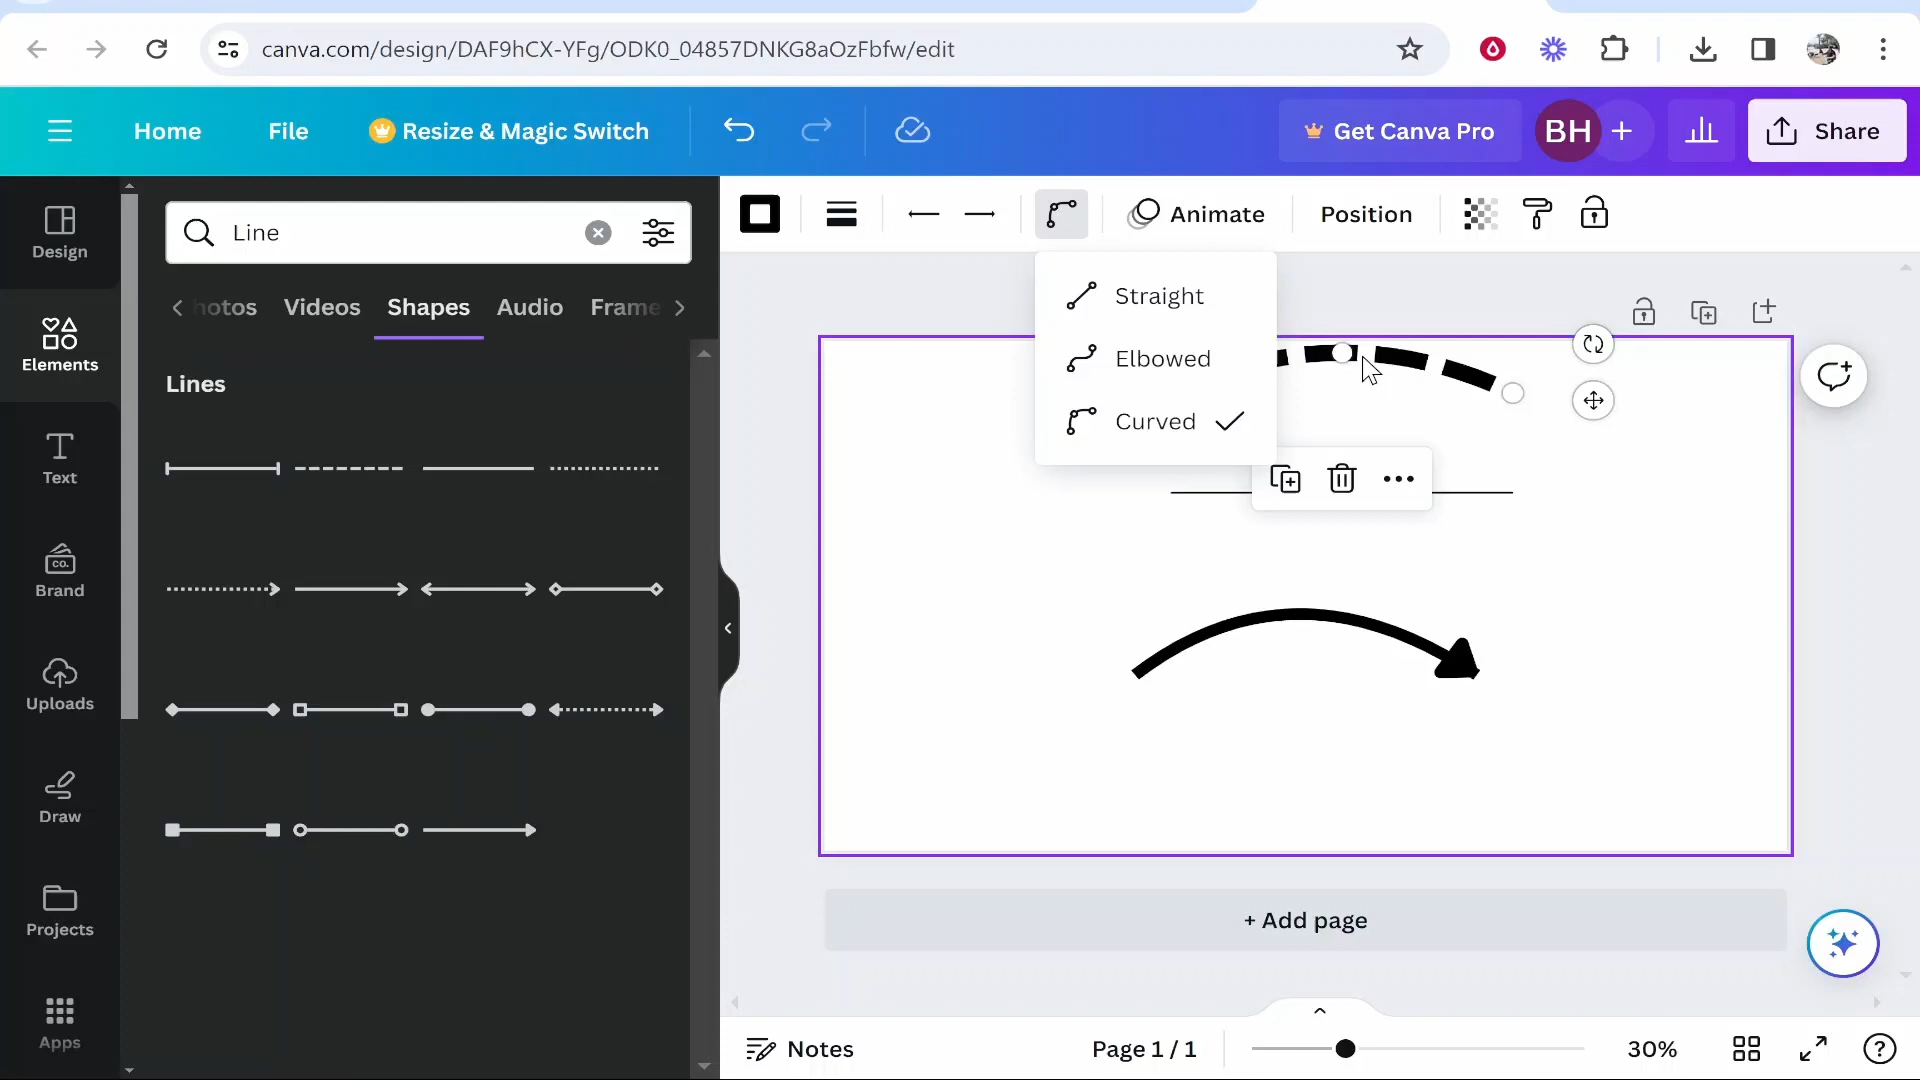 canva.com/design/DAF9hCX-YFg/ODK0_04857DNKG8aOzFbfw/edit
Home File Resize & Magic Switch Get Canva Pro BH + Share
Design
Elements
Text
CO.
Brand
Uploads
Draw
Projects
Apps
Line
hotos Videos Shapes Audio Frame
Lines
Animate Position
Straight
Elbowed
Curved
+ Add page
Notes Page 1 / 1 30%